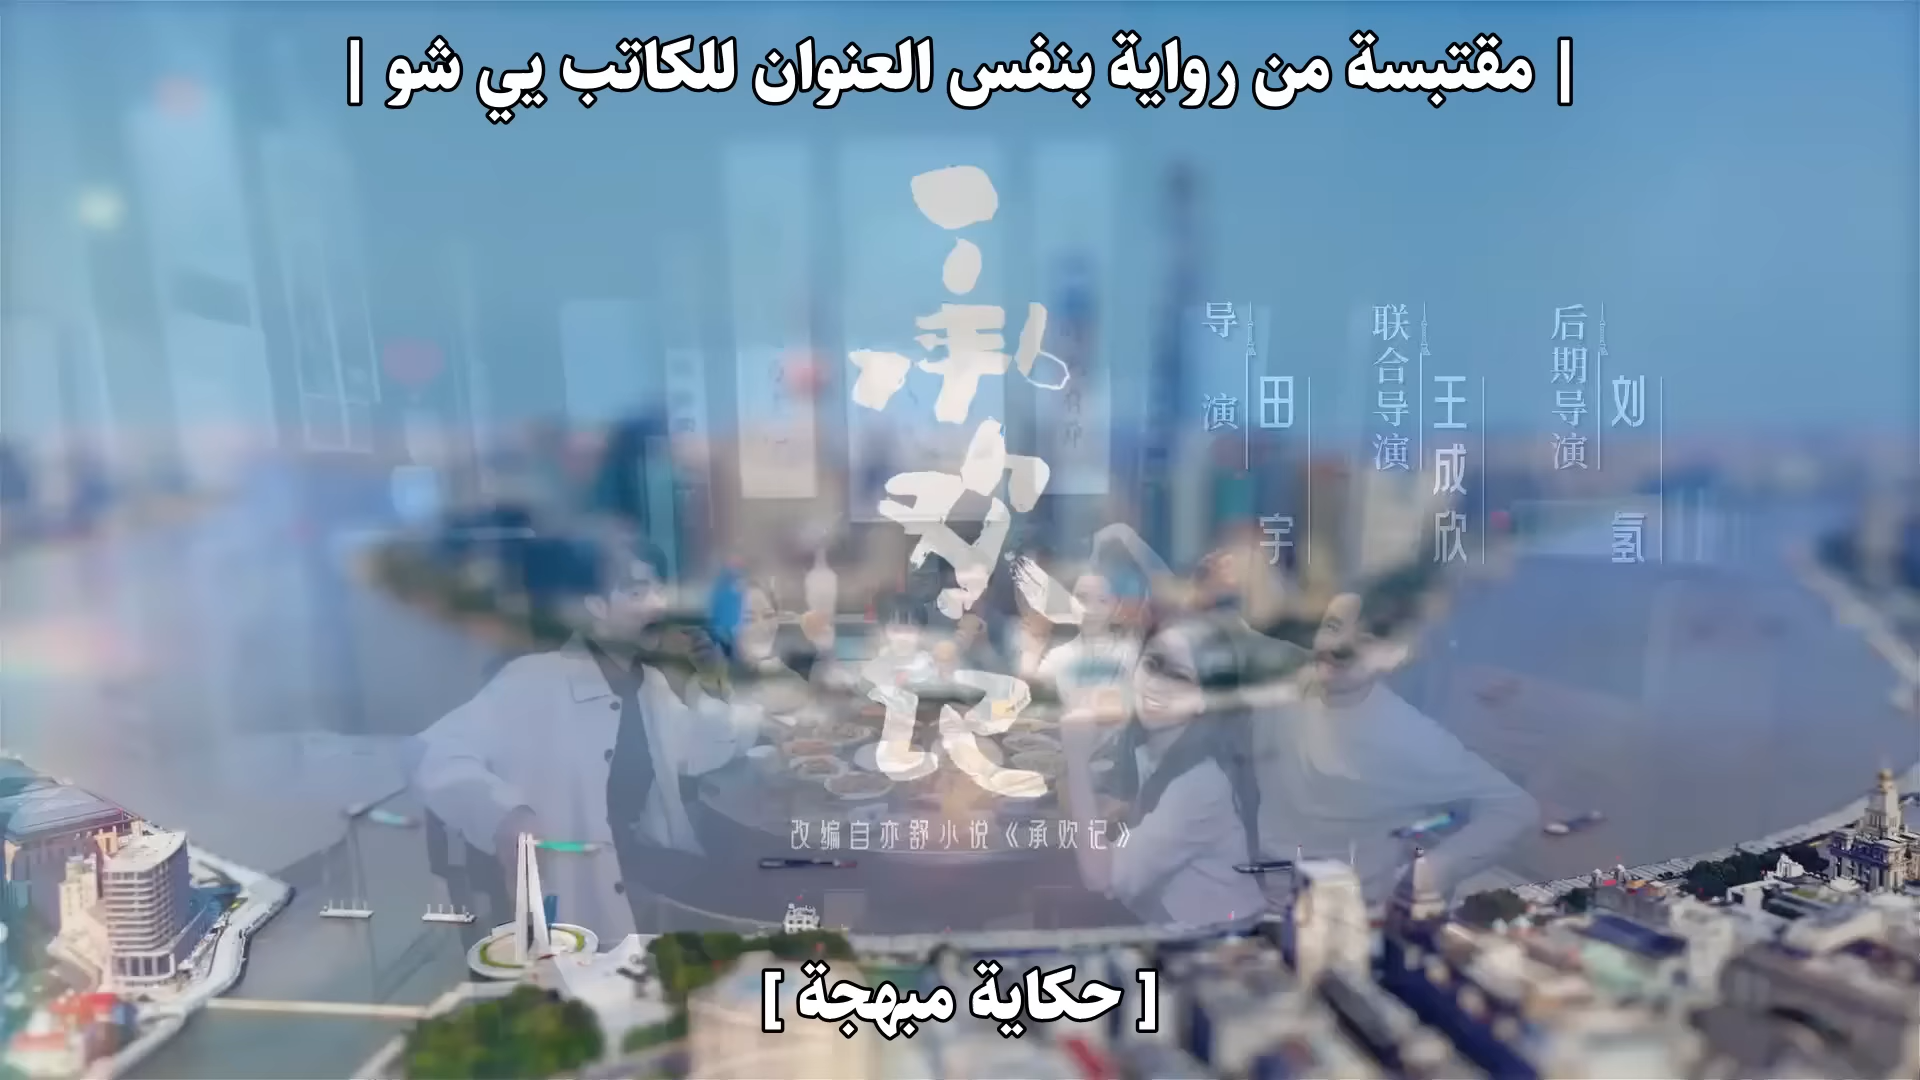 | مقتبسة من رواية بنفس العنوان للكاتب يي شو |
承欢记
导演
田宇
联合导演
王成欣
后期导演
刘氢
改编自亦舒小说《承欢记》
[ حكاية مبهجة ]